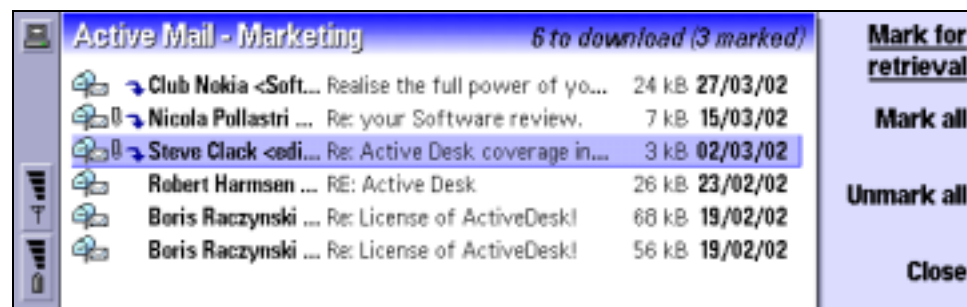 Active Mail - Marketing 6 to download (3 marked)
Club Nokia <Soft... Realise the full power of yo... 24 kB 27/03/02
Nicola Pollastri ... Re: your Software review. 7 kB 15/03/02
Steve Clack <edi... Re: Active Desk coverage in... 3 kB 02/03/02
Robert Harmsen ... RE: Active Desk 26 kB 23/02/02
Boris Raczynski ... Re: License of ActiveDesk! 68 kB 19/02/02
Boris Raczynski ... Re: License of ActiveDesk! 56 kB 19/02/02
Mark for
retrieval
Mark all
Unmark all
Close